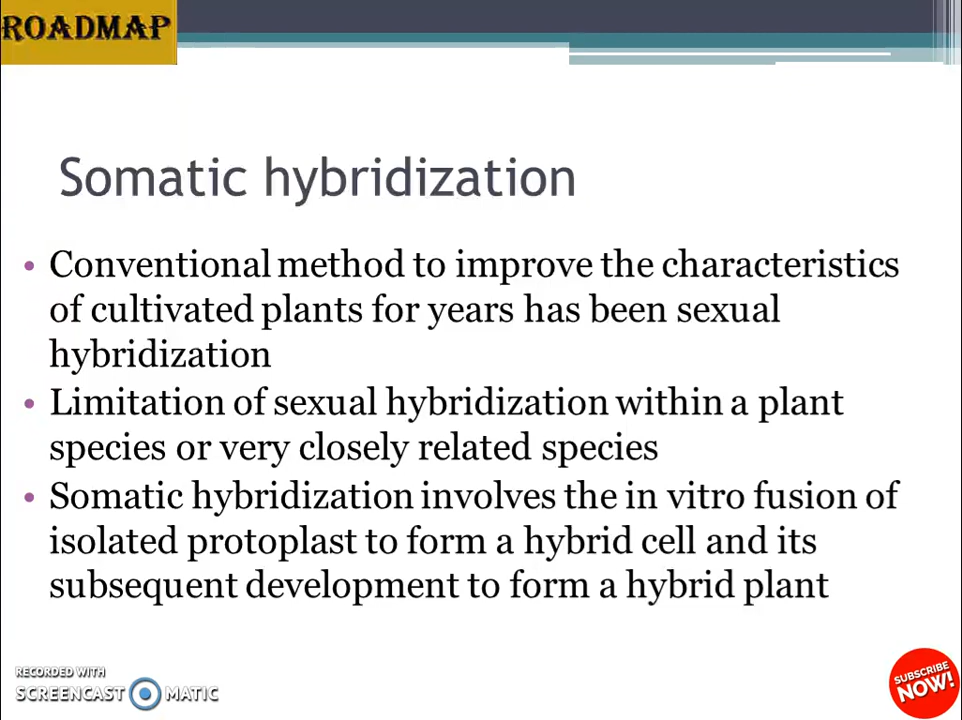 ROADMAP
Somatic hybridization
• Conventional method to improve the characteristics
of cultivated plants for years has been sexual
hybridization
• Limitation of sexual hybridization within a plant
species or very closely related species
• Somatic hybridization involves the in vitro fusion of
isolated protoplast to form a hybrid cell and its
subsequent development to form a hybrid plant
RECORDED WITH
SCREENCAST MATIC
SUBSCRIBE
NOW!